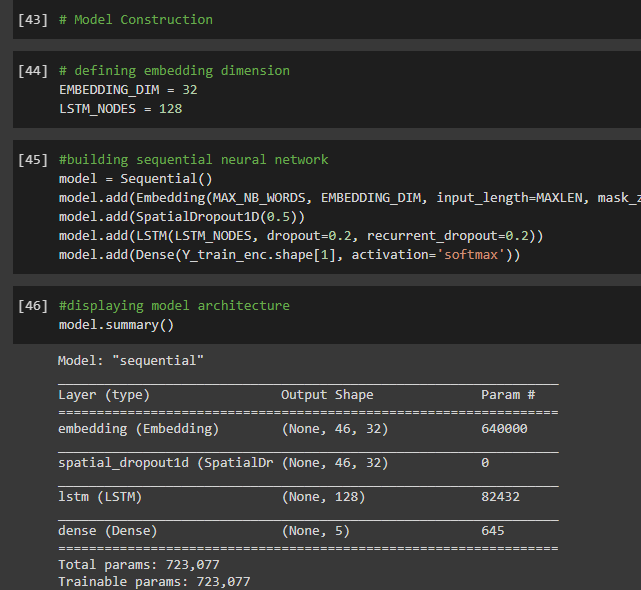 [43] # Model Construction
[44] # defining embedding dimension
EMBEDDING_DIM = 32
LSTM_NODES = 128
[45] #building sequential neural network
model = Sequential()
model.add(Embedding(MAX_NB_WORDS, EMBEDDING_DIM, input_length=MAXLEN, mask_z
model.add(SpatialDropout1D(0.5))
model.add(LSTM(LSTM_NODES, dropout=0.2, recurrent_dropout=0.2))
model.add(Dense(Y_train_enc.shape[1], activation='softmax'))
[46] #displaying model architecture
model.summary()
Model: "sequential"
_________________________________________________________________
Layer (type) Output Shape Param #
=================================================================
embedding (Embedding) (None, 46, 32) 640000
_________________________________________________________________
spatial_dropout1d (SpatialDr (None, 46, 32) 0
_________________________________________________________________
lstm (LSTM) (None, 128) 82432
_________________________________________________________________
dense (Dense) (None, 5) 645
=================================================================
Total params: 723,077
Trainable params: 723,077